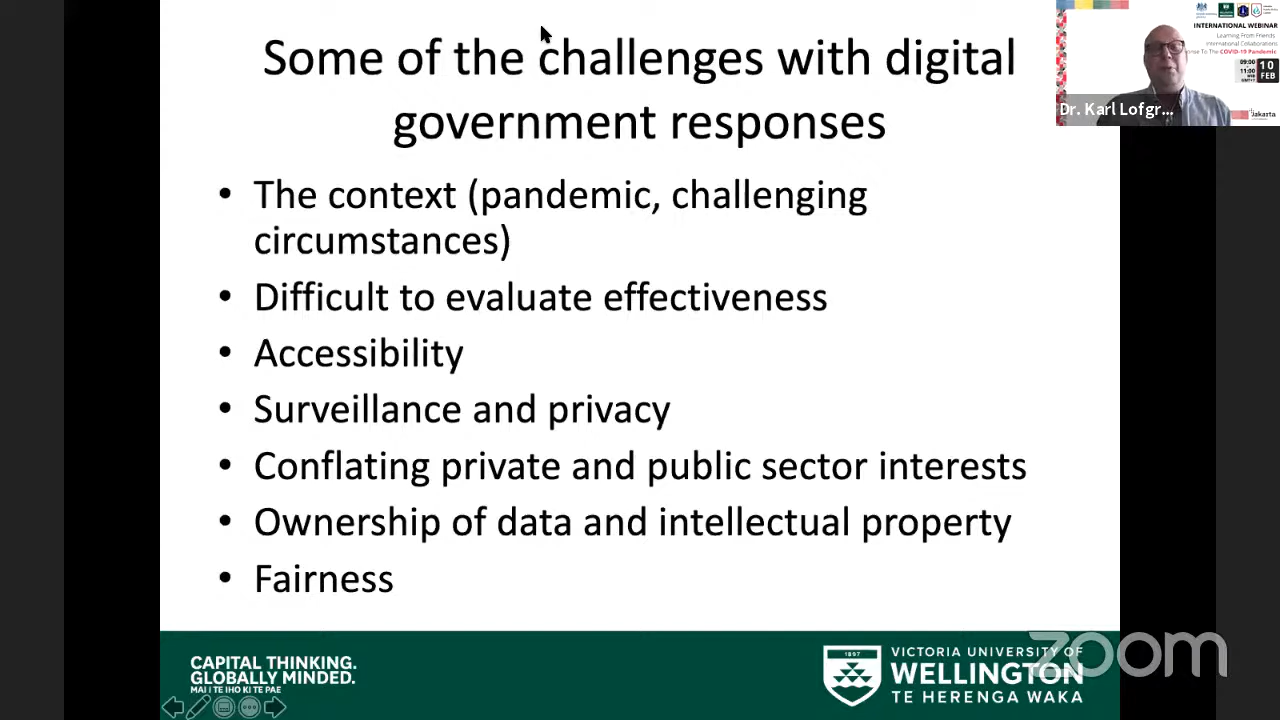 Some of the challenges with digital
government responses
• The context (pandemic, challenging
circumstances)
• Difficult to evaluate effectiveness
• Accessibility
• Surveillance and privacy
• Conflating private and public sector interests
• Ownership of data and intellectual property
• Fairness
CAPITAL THINKING.
GLOBALLY MINDED.
MAI I TE IHO KI TE PAE
1897
VICTORIA UNIVERSITY OF
WELLINGTON
TE HERENGA WAKA
zoom
INTERNATIONAL WEBINAR
Learning From Friends
International Collaborations
The COVID-19 Pandemic
09:00
11:00
10
FEB
Dr. Karl Lofgr...
Jakarta